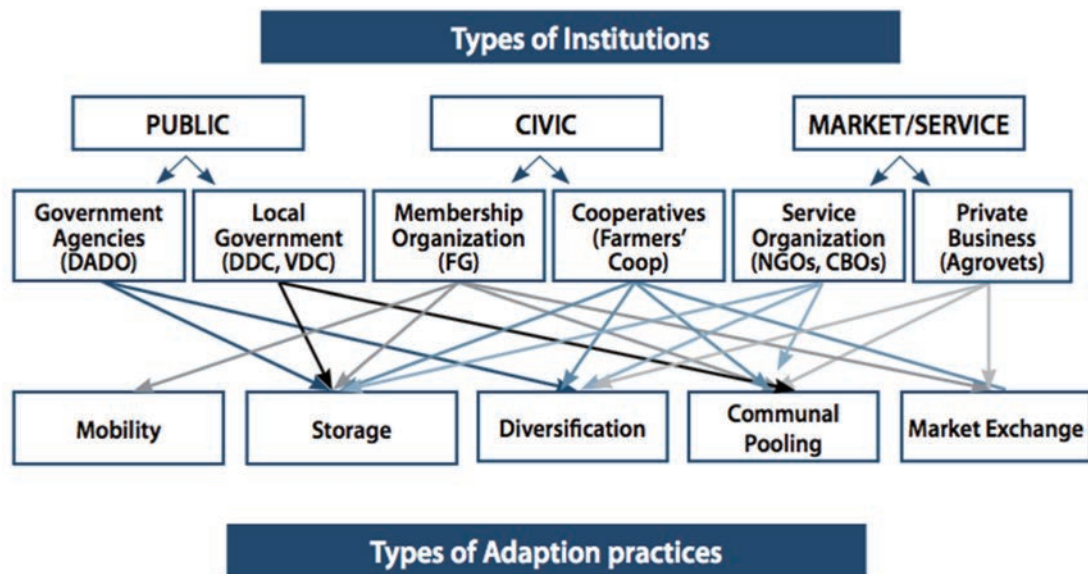 Types of Institutions
PUBLIC
CIVIC
MARKET/SERVICE
Government
Agencies
(DADO)
Local
Government
(DDC, VDC)
Membership
Organization
(FG)
Cooperatives
(Farmers'
Coop)
Service
Organization
(NGOs, CBOs)
Private
Business
(Agrovets)
Mobility
Storage
Diversification
Communal
Pooling
Market Exchange
Types of Adaption practices